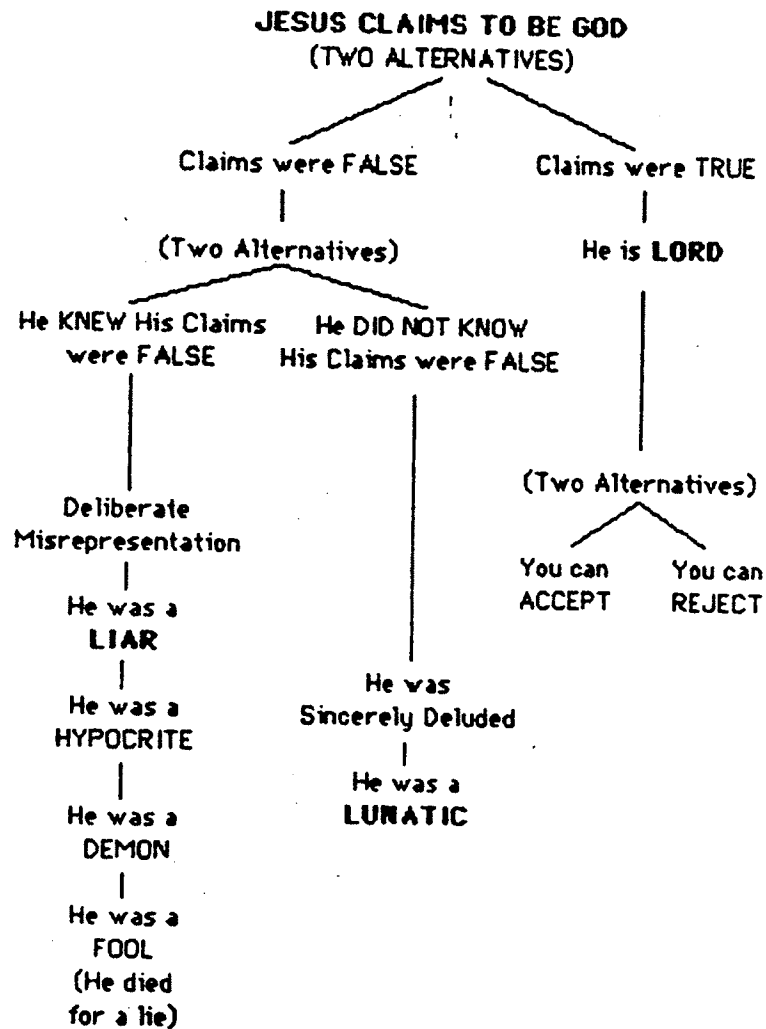 JESUS CLAIMS TO BE GOD
(TWO ALTERNATIVES)
Claims were FALSE
Claims were TRUE
(Two Alternatives)
He is LORD
He KNEW His Claims
were FALSE
He DID NOT KNOW
His Claims were FALSE
(Two Alternatives)
You can
ACCEPT
You can
REJECT
Deliberate
Misrepresentation
He was a
LIAR
He was a
HYPOCRITE
He was a
DEMON
He was a
FOOL
(He died
for a lie)
He was
Sincerely Deluded
He was a
LUNATIC